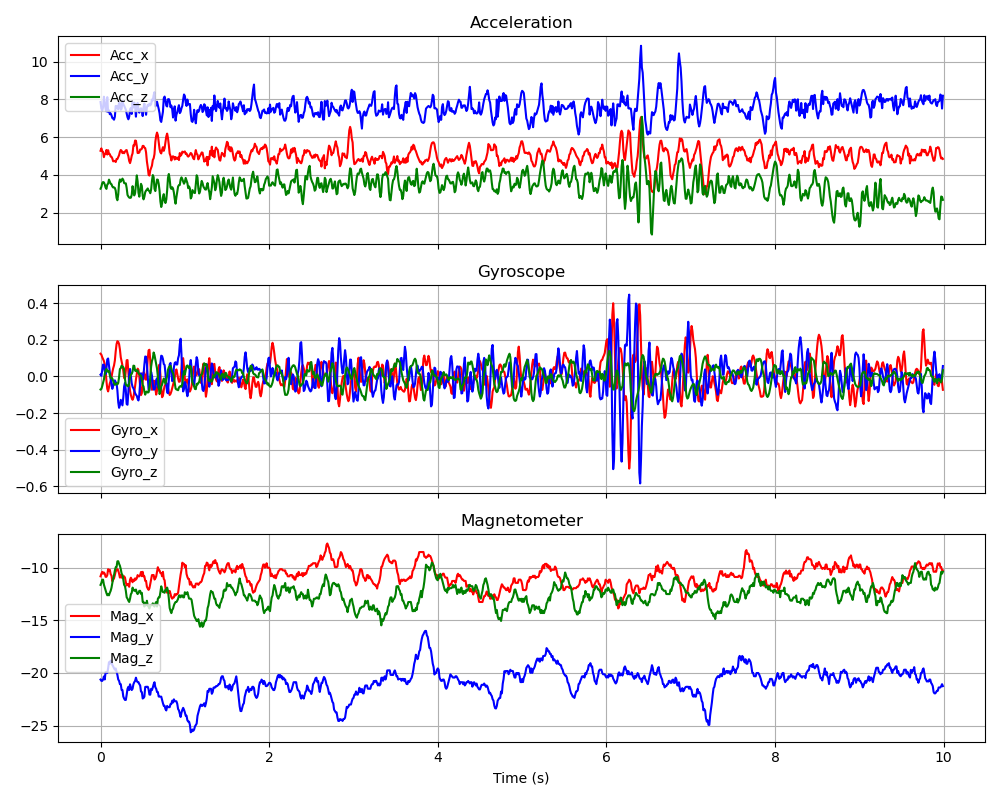 Acceleration
10
8
6
4
2
Acc_x
Acc_y
Acc_z
Gyroscope
0.4
0.2
0.0
−0.2
−0.4
−0.6
Gyro_x
Gyro_y
Gyro_z
Magnetometer
−10
−15
−20
−25
Mag_x
Mag_y
Mag_z
0 2 4 6 8 10
Time (s)